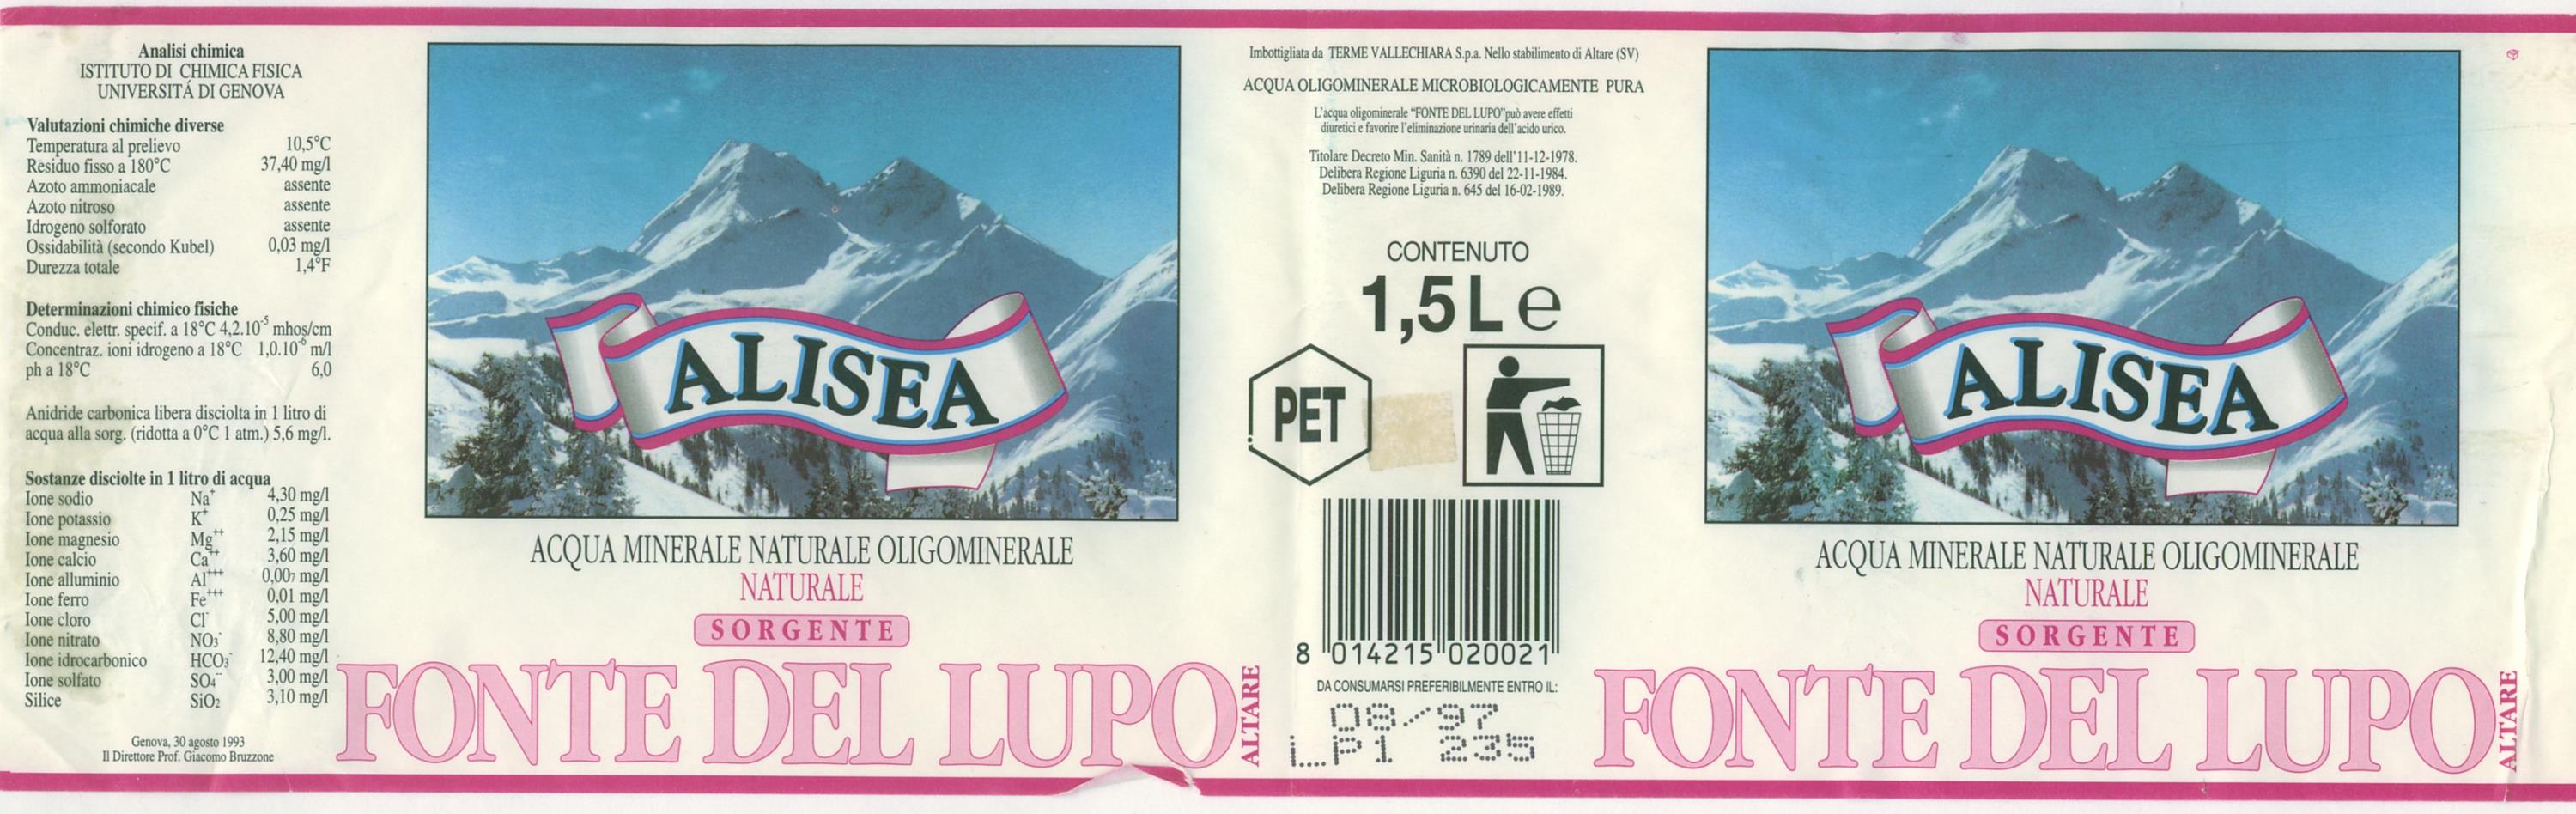 Analisi chimica
ISTITUTO DI CHIMICA FISICA
UNIVERSITÁ DI GENOVA
Valutazioni chimiche diverse
Temperatura al prelievo 10,5°C
Residuo fisso a 180°C 37,40 mg/l
Azoto ammoniacale assente
Azoto nitroso assente
Idrogeno solforato assente
Ossidabilità (secondo Kubel) 0,03 mg/l
Durezza totale 1,4°F
Determinazioni chimico fisiche
Conduc. elettr. specif. a 18°C 4,2.10⁻⁵ mhos/cm
Concentraz. ioni idrogeno a 18°C 1,0.10⁻⁶ m/l
ph a 18°C 6,0
Anidride carbonica libera disciolta in 1 litro di
acqua alla sorg. (ridotta a 0°C 1 atm.) 5,6 mg/l.
Sostanze disciolte in 1 litro di acqua
Ione sodio Na⁺ 4,30 mg/l
Ione potassio K⁺ 0,25 mg/l
Ione magnesio Mg⁺⁺ 2,15 mg/l
Ione calcio Ca⁺⁺ 3,60 mg/l
Ione alluminio Al⁺⁺⁺ 0,007 mg/l
Ione ferro Fe⁺⁺⁺ 0,01 mg/l
Ione cloro Cl⁻ 5,00 mg/l
Ione nitrato NO₃⁻ 8,80 mg/l
Ione idrocarbonico HCO₃⁻ 12,40 mg/l
Ione solfato SO₄⁻⁻ 3,00 mg/l
Silice SiO₂ 3,10 mg/l
Genova, 30 agosto 1993
Il Direttore Prof. Giacomo Bruzzone
ALISEA
ACQUA MINERALE NATURALE OLIGOMINERALE
NATURALE
SORGENTE
FONTE DEL LUPO
ALTARE
Imbottigliata da TERME VALLECHIARA S.p.a. Nello stabilimento di Altare (SV)
ACQUA OLIGOMINERALE MICROBIOLOGICAMENTE PURA
L'acqua oligominerale "FONTE DEL LUPO"può avere effetti
diuretici e favorire l'eliminazione urinaria dell'acido urico.
Titolare Decreto Min. Sanità n. 1789 dell'11-12-1978.
Delibera Regione Liguria n. 6390 del 22-11-1984.
Delibera Regione Liguria n. 645 del 16-02-1989.
CONTENUTO
1,5 L e
PET
8 014215 020021
DA CONSUMARSI PREFERIBILMENTE ENTRO IL:
08/97
LP1 235
ALISEA
ACQUA MINERALE NATURALE OLIGOMINERALE
NATURALE
SORGENTE
FONTE DEL LUPO
ALTARE